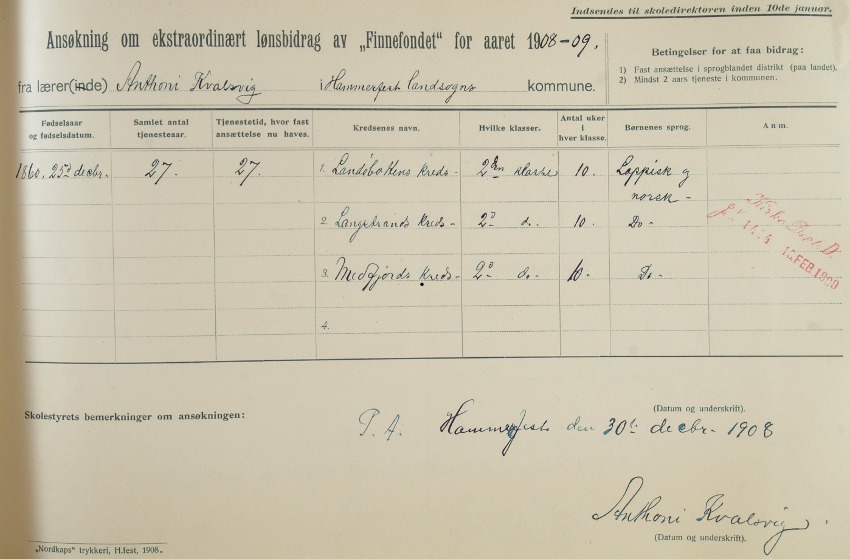 Indsendes til skoledirektøren inden 10de januar.
Ansøkning om ekstraordinært lønsbidrag av „Finnefondet“ for aaret 1908-09.
fra lærer(inde) Anthoni Kvalsvig i Hammerfest landsogns kommune.
Betingelser for at faa bidrag:
1) Fast ansættelse i sprogblandet distrikt (paa landet).
2) Mindst 2 aars tjeneste i kommunen.
Fødselsaar og fødselsdatum. Samlet antal tjenesteaar. Tjenestetid, hvor fast ansættelse nu haves. Kredsenes navn. Hvilke klasser. Antal uker i hver klasse. Børnenes sprog. Anm.
1860. 25de decbr. 27. 27. 1. Landsbottens Kreds - 2den klasse 10. Lappisk og
norsk -
2. Langstrands Kreds - 2d do. 10. Do -
3. Medfjords Kreds - 2d do - 10 - Do -
4.
Kirke-Dept. D.
15 FEB 1909
Skolestyrets bemerkninger om ansøkningen:
(Datum og underskrift).
P. A. Hammerfest den 30te decbr. 1908
Anthoni Kvalsvig
(Datum og underskrift).
„Nordkaps“ trykkeri, H.fest, 1908.